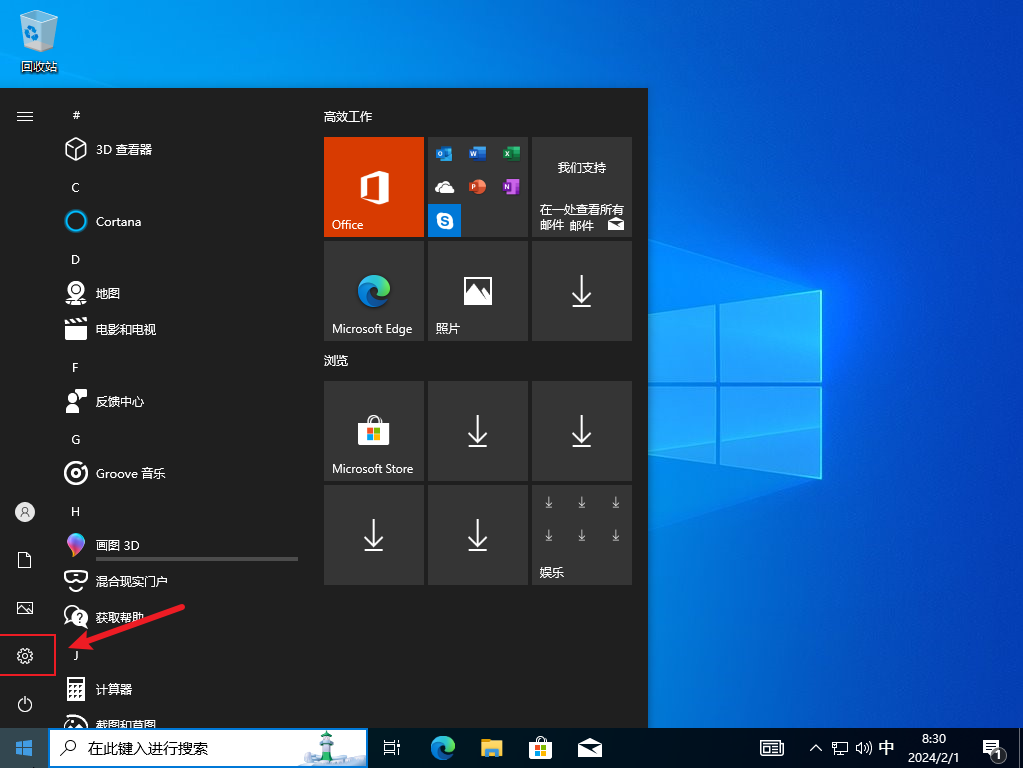 回收站
#
3D 查看器
C
Cortana
D
地图
电影和电视
F
反馈中心
G
Groove 音乐
H
画图 3D
混合现实门户
获取帮助
J
计算器
截图和草图
高效工作
Office
我们支持
在一处查看所有
邮件 邮件
Microsoft Edge
照片
浏览
Microsoft Store
娱乐
在此键入进行搜索
中
8:30
2024/2/1
1